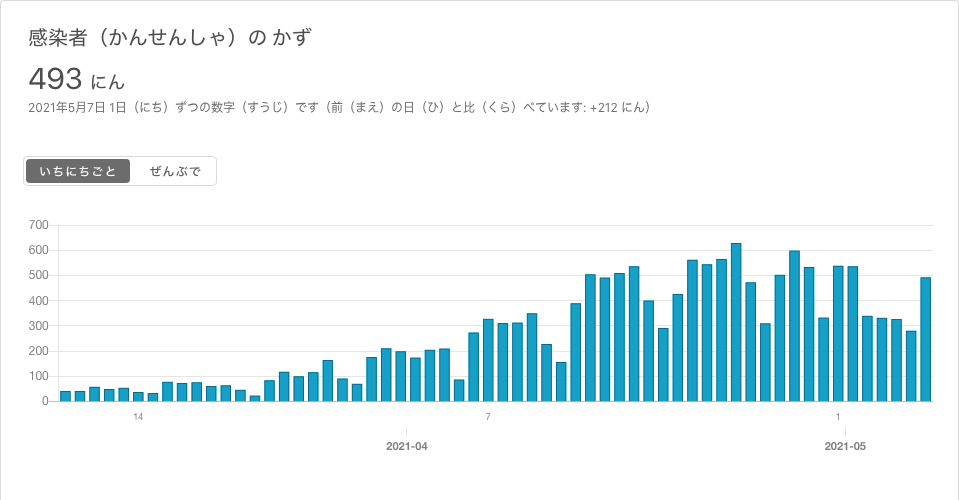 感染者（かんせんしゃ）の かず
493 にん
2021年5月7日 1日（にち）ずつの数字（すうじ）です（前（まえ）の日（ひ）と比（くら）べています: +212 にん）
いちにちごと ぜんぶで
700
600
500
400
300
200
100
0
14 7 1
2021-04 2021-05